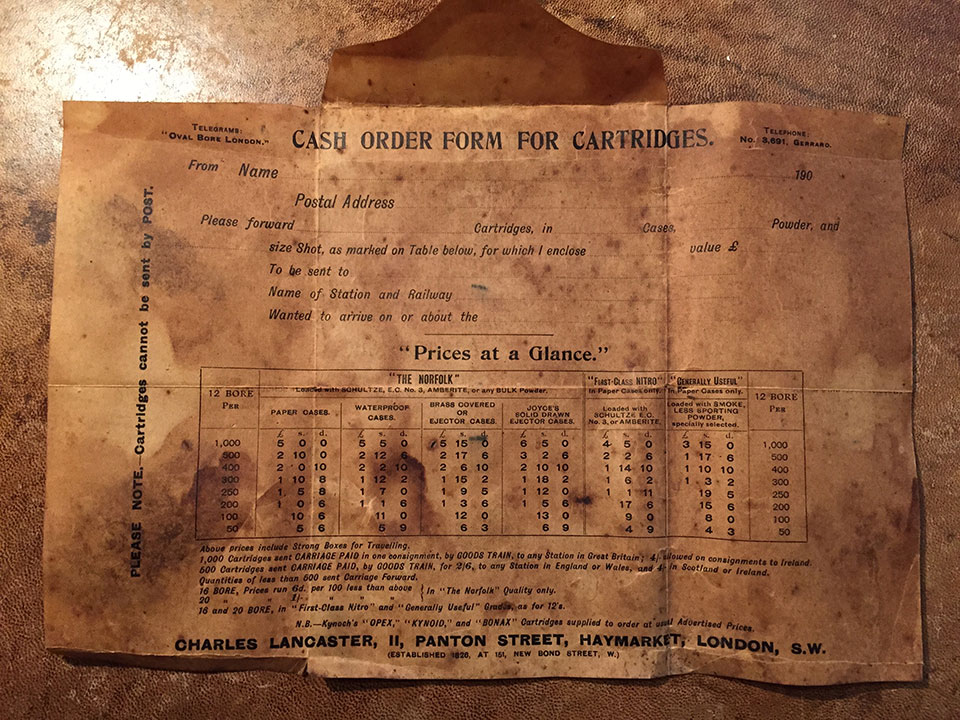 TELEGRAMS:
"OVAL BORE LONDON."
CASH ORDER FORM FOR CARTRIDGES.
TELEPHONE:
No. 3,691, GERRARD.
From Name 190
Postal Address
Please forward Cartridges, in Cases, Powder, and
size Shot, as marked on Table below, for which I enclose value £
To be sent to
Name of Station and Railway
Wanted to arrive on or about the
PLEASE NOTE.—Cartridges cannot be sent by POST.
"Prices at a Glance."
12 BORE PER
"THE NORFOLK"
Loaded with SCHULTZE, E.C. No. 3, AMBERITE, or any BULK Powder.
PAPER CASES.
WATERPROOF CASES.
BRASS COVERED OR EJECTOR CASES.
JOYCE'S SOLID DRAWN EJECTOR CASES.
"FIRST-CLASS NITRO"
In Paper Cases only.
Loaded with SCHULTZE E.C. No. 3, or AMBERITE.
"GENERALLY USEFUL"
In Paper Cases only.
Loaded with SMOKELESS SPORTING POWDER, specially selected.
12 BORE PER
£ s. d. £ s. d. £ s. d. £ s. d. £ s. d. £ s. d.
1,000 5 0 0 5 5 0 5 15 0 6 5 0 4 5 0 3 15 0 1,000
500 2 10 0 2 12 6 2 17 6 3 2 6 2 2 6 1 17 6 500
400 2 0 10 2 2 10 2 6 10 2 10 10 1 14 10 1 10 10 400
300 1 10 8 1 12 2 1 15 2 1 18 2 1 6 2 1 3 2 300
250 1 5 8 1 7 0 1 9 5 1 12 0 1 1 11 19 5 250
200 1 0 6 1 1 6 1 3 6 1 5 6 17 6 15 6 200
100 10 6 11 0 12 0 13 0 9 0 8 0 100
50 5 6 5 9 6 3 6 9 4 9 4 3 50
Above prices include Strong Boxes for Travelling.
1,000 Cartridges sent CARRIAGE PAID in one consignment, by GOODS TRAIN, to any Station in Great Britain; 4/- allowed on consignments to Ireland.
500 Cartridges sent CARRIAGE PAID, by GOODS TRAIN, for 2/6, to any Station in England or Wales, and 4/- in Scotland or Ireland.
Quantities of less than 500 sent Carriage Forward.
16 BORE, Prices run 6d. per 100 less than above } In "The Norfolk" Quality only.
20 " " 1/- " " "
16 and 20 BORE, in "First-Class Nitro" and "Generally Useful" Grades, as for 12's.
N.B.—Kynoch's "OPEX," "KYNOID," and "BONAX" Cartridges supplied to order at usual Advertised Prices.
CHARLES LANCASTER, 11, PANTON STREET, HAYMARKET, LONDON, S.W.
(ESTABLISHED 1826, AT 151, NEW BOND STREET, W.)